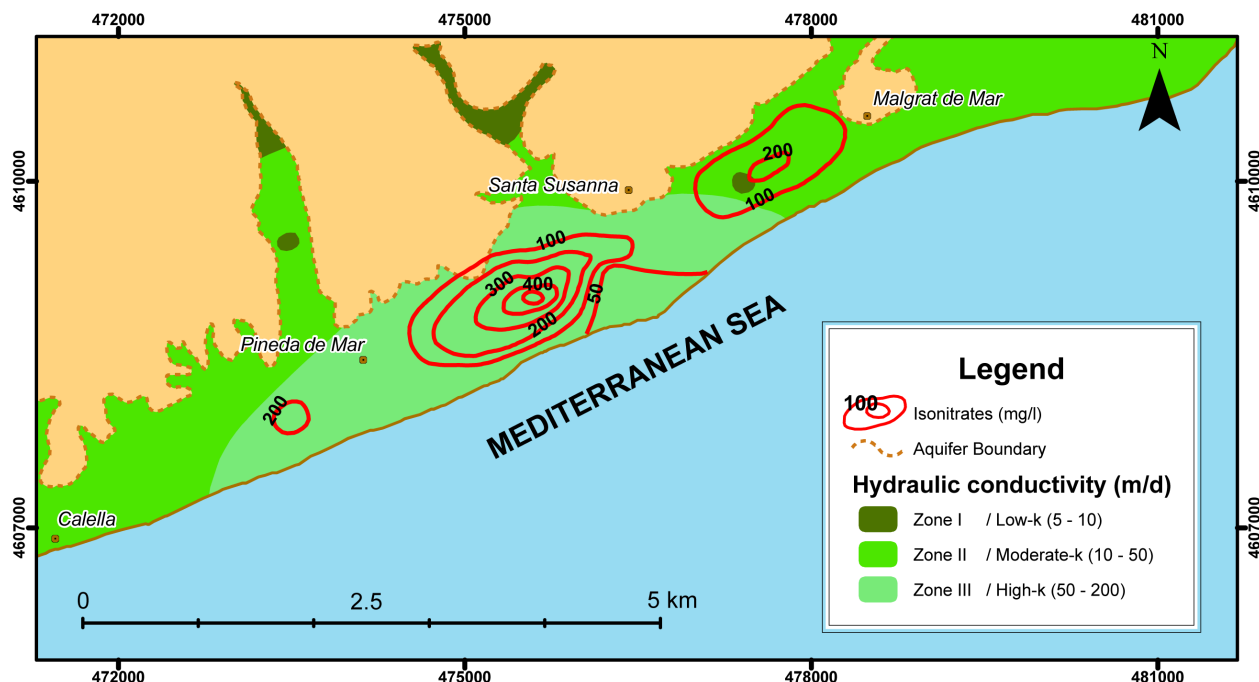 472000
475000
478000
481000
N
Malgrat de Mar
200
4610000
4610000
Santa Susanna
100
100
300
400
50
200
MEDITERRANEAN SEA
Pineda de Mar
200
Legend
100
Isonitrates (mg/l)
Aquifer Boundary
Hydraulic conductivity (m/d)
Zone I / Low-k (5 - 10)
Zone II / Moderate-k (10 - 50)
Zone III / High-k (50 - 200)
Calella
4607000
4607000
0
2.5
5 km
472000
475000
478000
481000